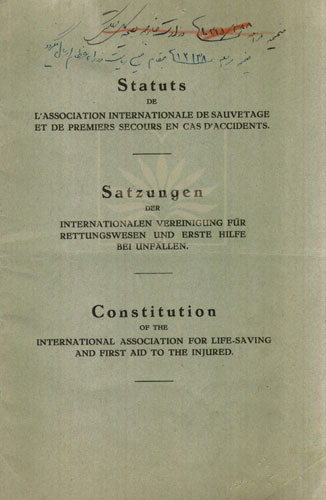 Statuts
DE
L'ASSOCIATION INTERNATIONALE DE SAUVETAGE
ET DE PREMIERS SECOURS EN CAS D'ACCIDENTS.
Satzungen
DER
INTERNATIONALEN VEREINIGUNG FÜR
RETTUNGSWESEN UND ERSTE HILFE
BEI UNFÄLLEN.
Constitution
OF THE
INTERNATIONAL ASSOCIATION FOR LIFE-SAVING
AND FIRST AID TO THE INJURED.